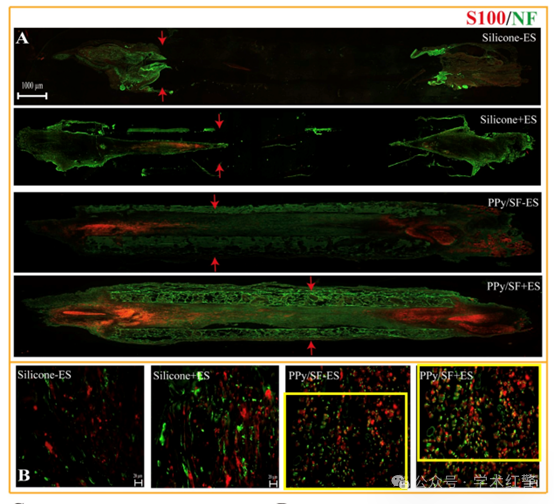 S100/NF
A
Silicone-ES
1000 μm
Silicone+ES
PPy/SF-ES
PPy/SF+ES
Silicone-ES
Silicone+ES
PPy/SF-ES
PPy/SF+ES
B
公众号 · 学术红警